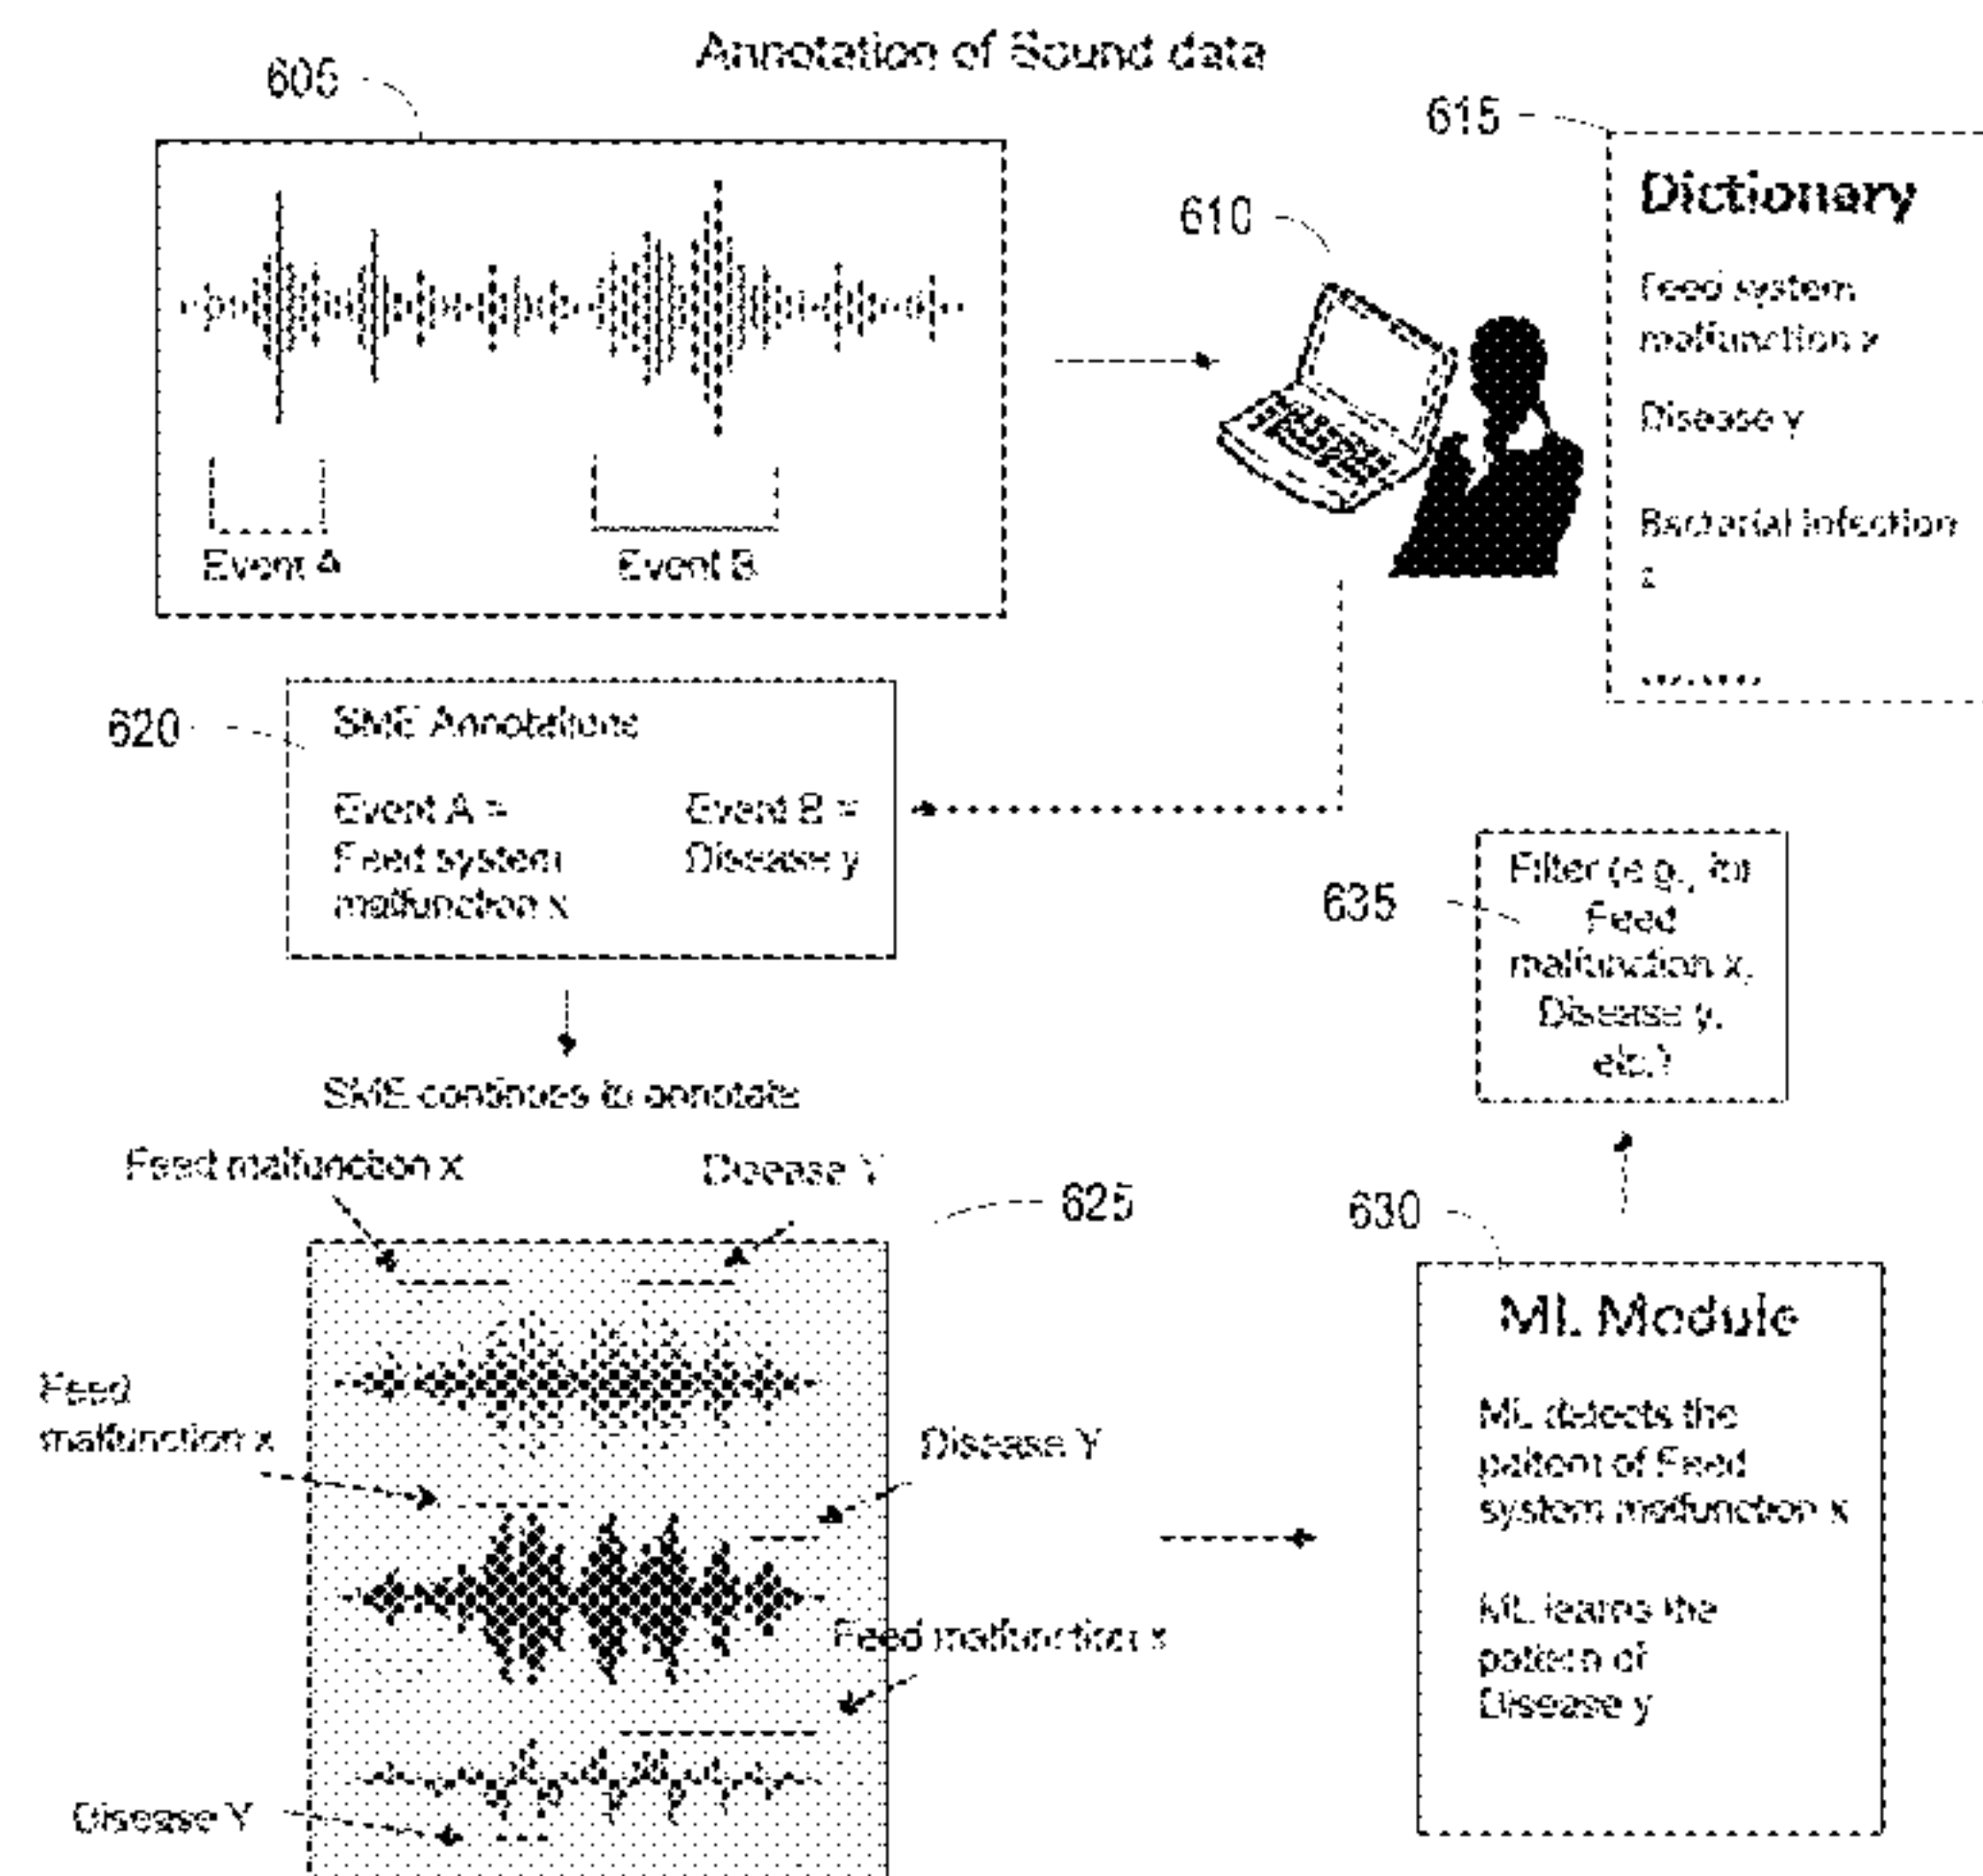 Annotation of Sound data
605
615
610
Event A
Event B
Dictionary
Feed system
malfunction x
Disease y
Bacterial infection
z
........
620
SME Annotations
Event A =
Feed system
malfunction x
Event B =
Disease y
635
Filter (e.g., for
Feed
malfunction x,
Disease y,
etc.)
SME continues to annotate
Feed malfunction x
Disease Y
625
630
Feed
malfunction x
Disease Y
Feed malfunction x
Disease Y
ML Module
ML detects the
pattern of Feed
system malfunction x
ML learns the
pattern of
Disease y